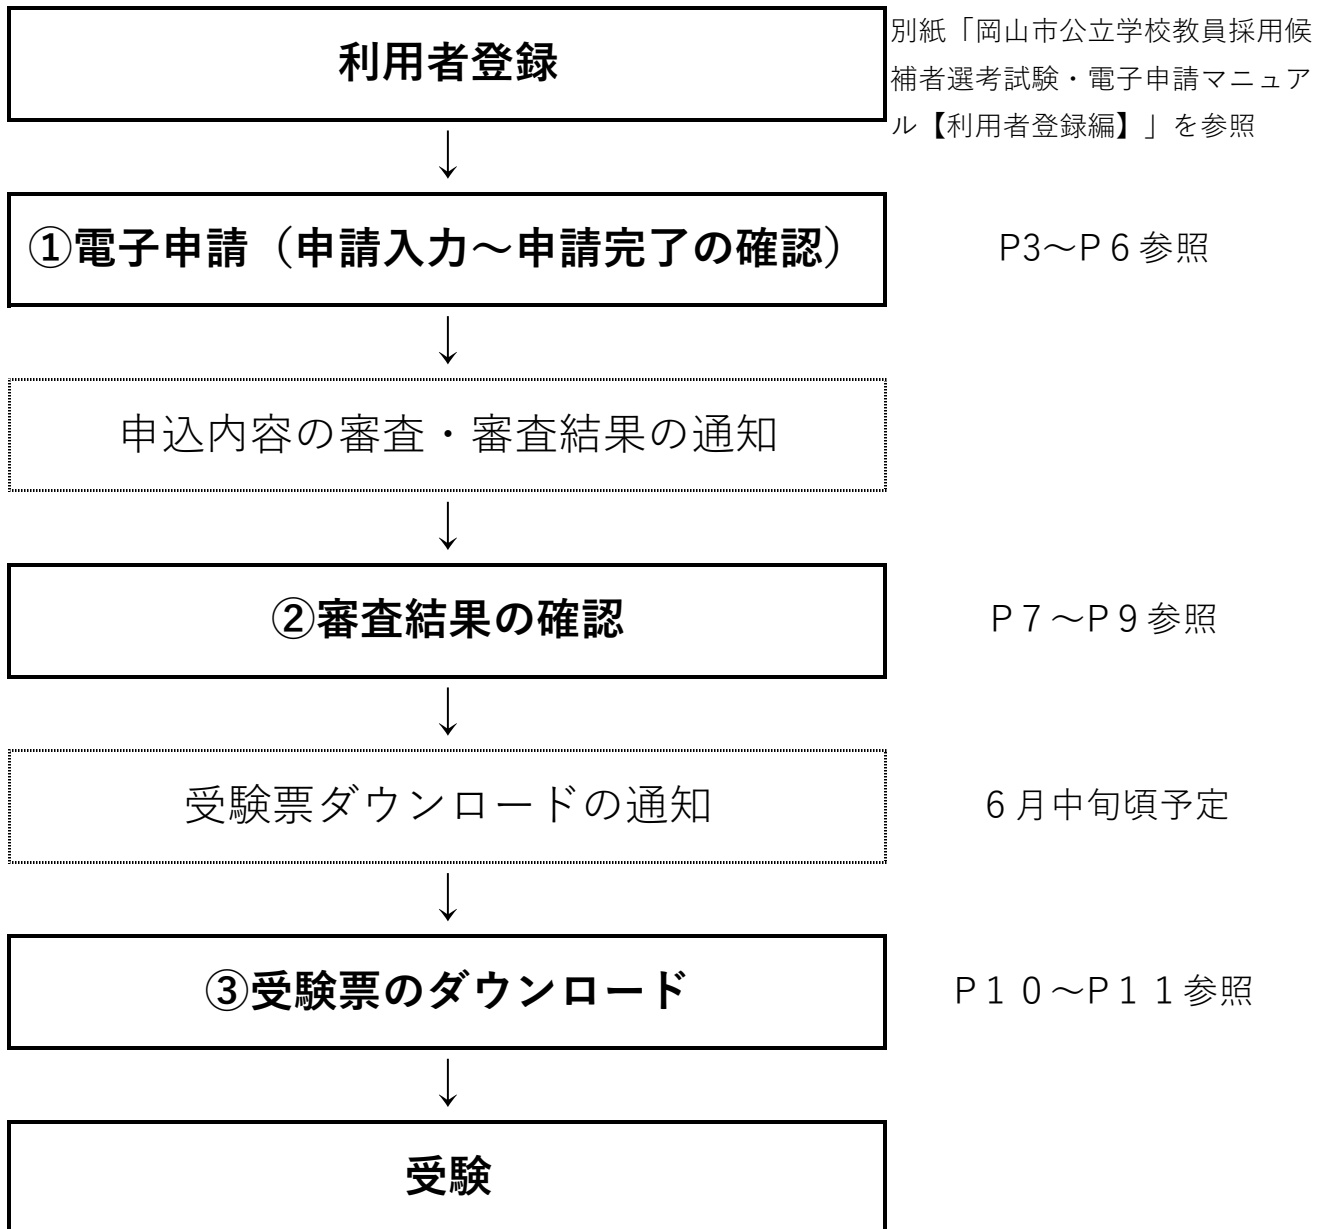 利用者登録
別紙「岡山市公立学校教員採用候
補者選考試験・電子申請マニュア
ル【利用者登録編】」を参照
↓
①電子申請（申請入力～申請完了の確認）
P3～P６参照
↓
申込内容の審査・審査結果の通知
↓
②審査結果の確認
P７～P９参照
↓
受験票ダウンロードの通知
６月中旬頃予定
↓
③受験票のダウンロード
P１０～P１１参照
↓
受験